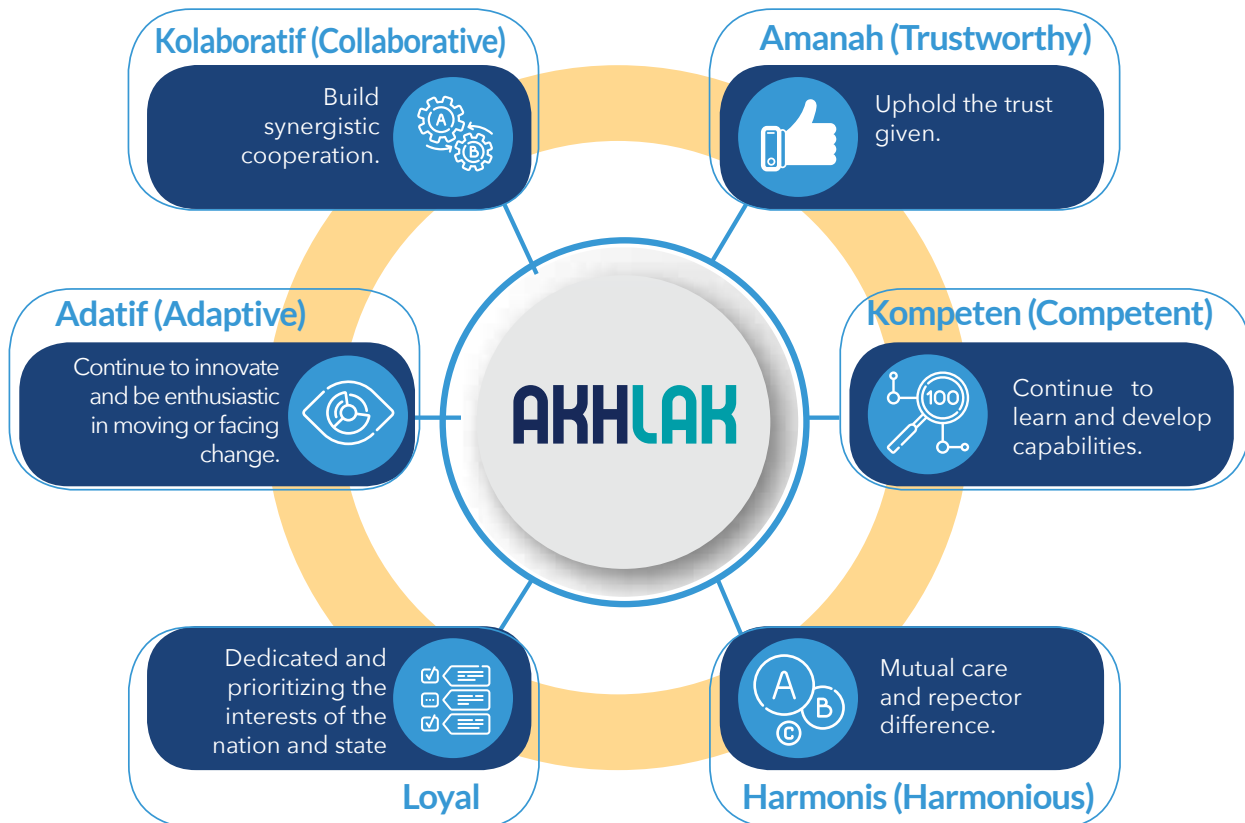 Kolaboratif (Collaborative)
Build
synergistic
cooperation.
A
B
Amanah (Trustworthy)
Uphold the trust
given.
Adatif (Adaptive)
Continue to innovate
and be enthusiastic
in moving or facing
change.
AKHLAK
Kompeten (Competent)
100
Continue to
learn and develop
capabilities.
Dedicated and
prioritizing the
interests of the
nation and state
Loyal
A
B
C
Mutual care
and repector
difference.
Harmonis (Harmonious)